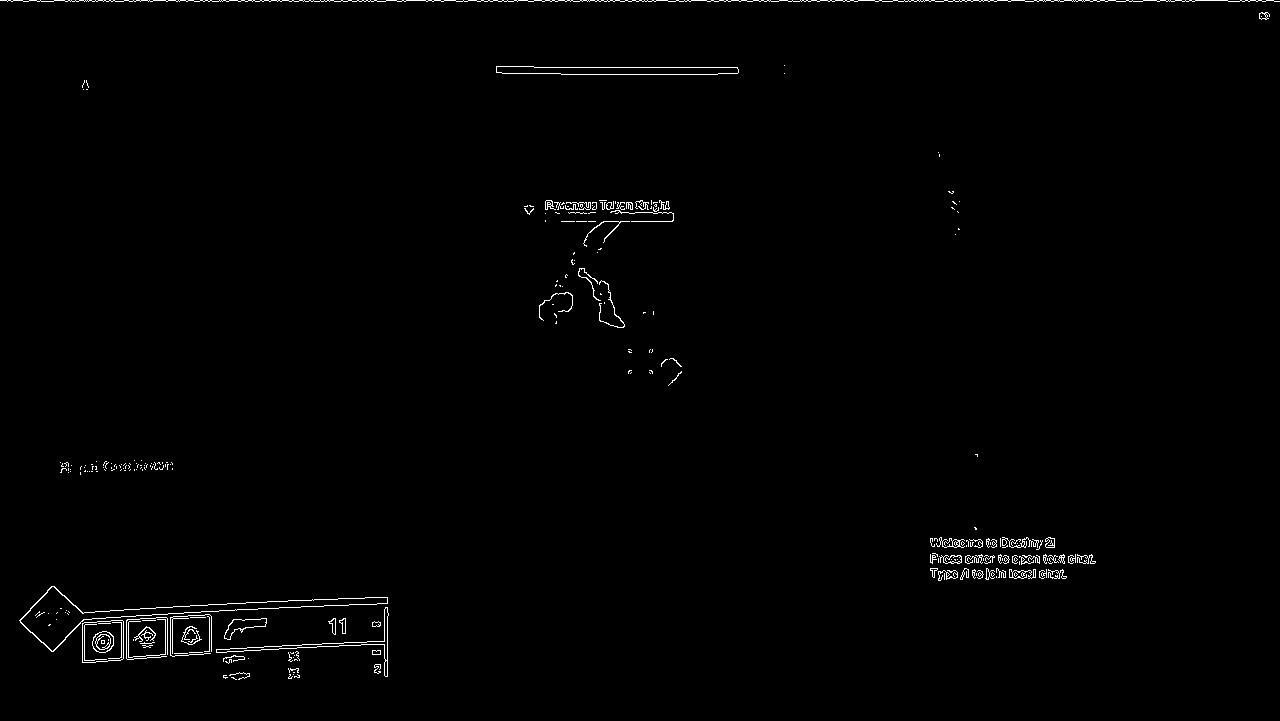 Ravenous Taken Knight
Welcome to Destiny 2!
Press enter to open text chat.
Type /l to join local chat.
11